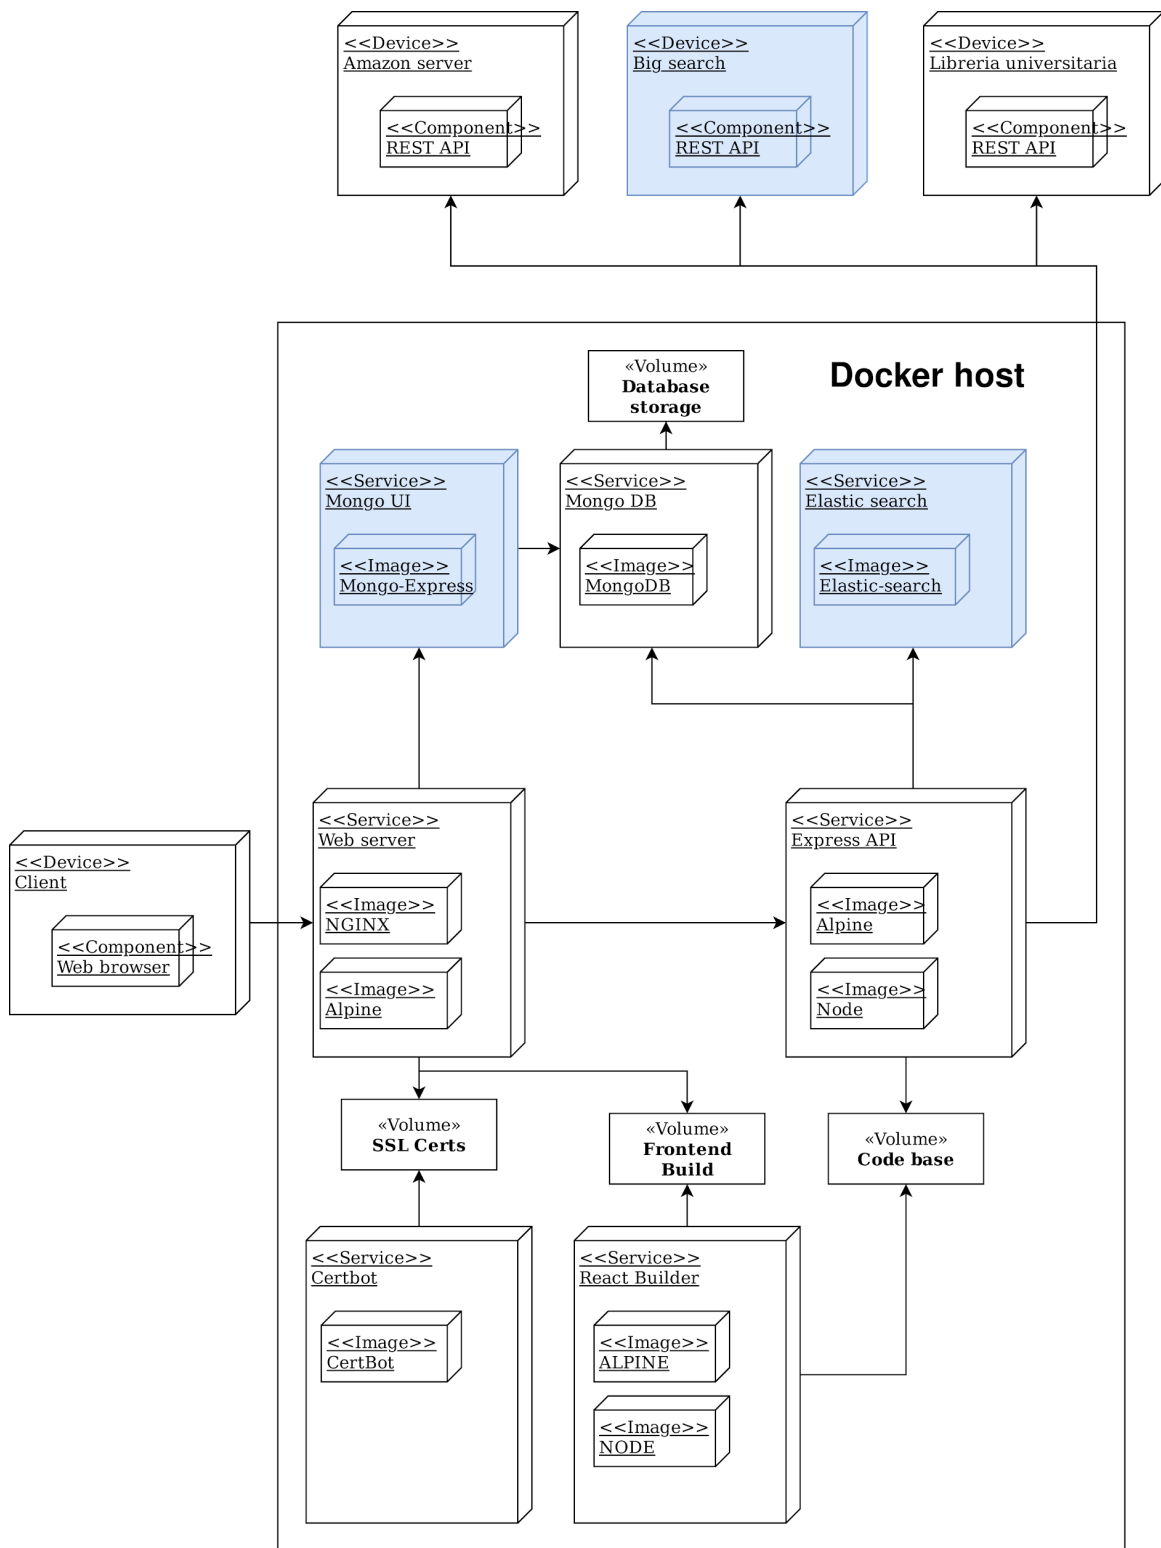 <<Device>>
Amazon server
<<Component>>
REST API
<<Device>>
Big search
<<Component>>
REST API
<<Device>>
Libreria universitaria
<<Component>>
REST API
Docker host
«Volume»
Database
storage
<<Service>>
Mongo UI
<<Image>>
Mongo-Express
<<Service>>
Mongo DB
<<Image>>
MongoDB
<<Service>>
Elastic search
<<Image>>
Elastic-search
<<Device>>
Client
<<Component>>
Web browser
<<Service>>
Web server
<<Image>>
NGINX
<<Image>>
Alpine
<<Service>>
Express API
<<Image>>
Alpine
<<Image>>
Node
«Volume»
SSL Certs
«Volume»
Frontend
Build
«Volume»
Code base
<<Service>>
Certbot
<<Image>>
CertBot
<<Service>>
React Builder
<<Image>>
ALPINE
<<Image>>
NODE